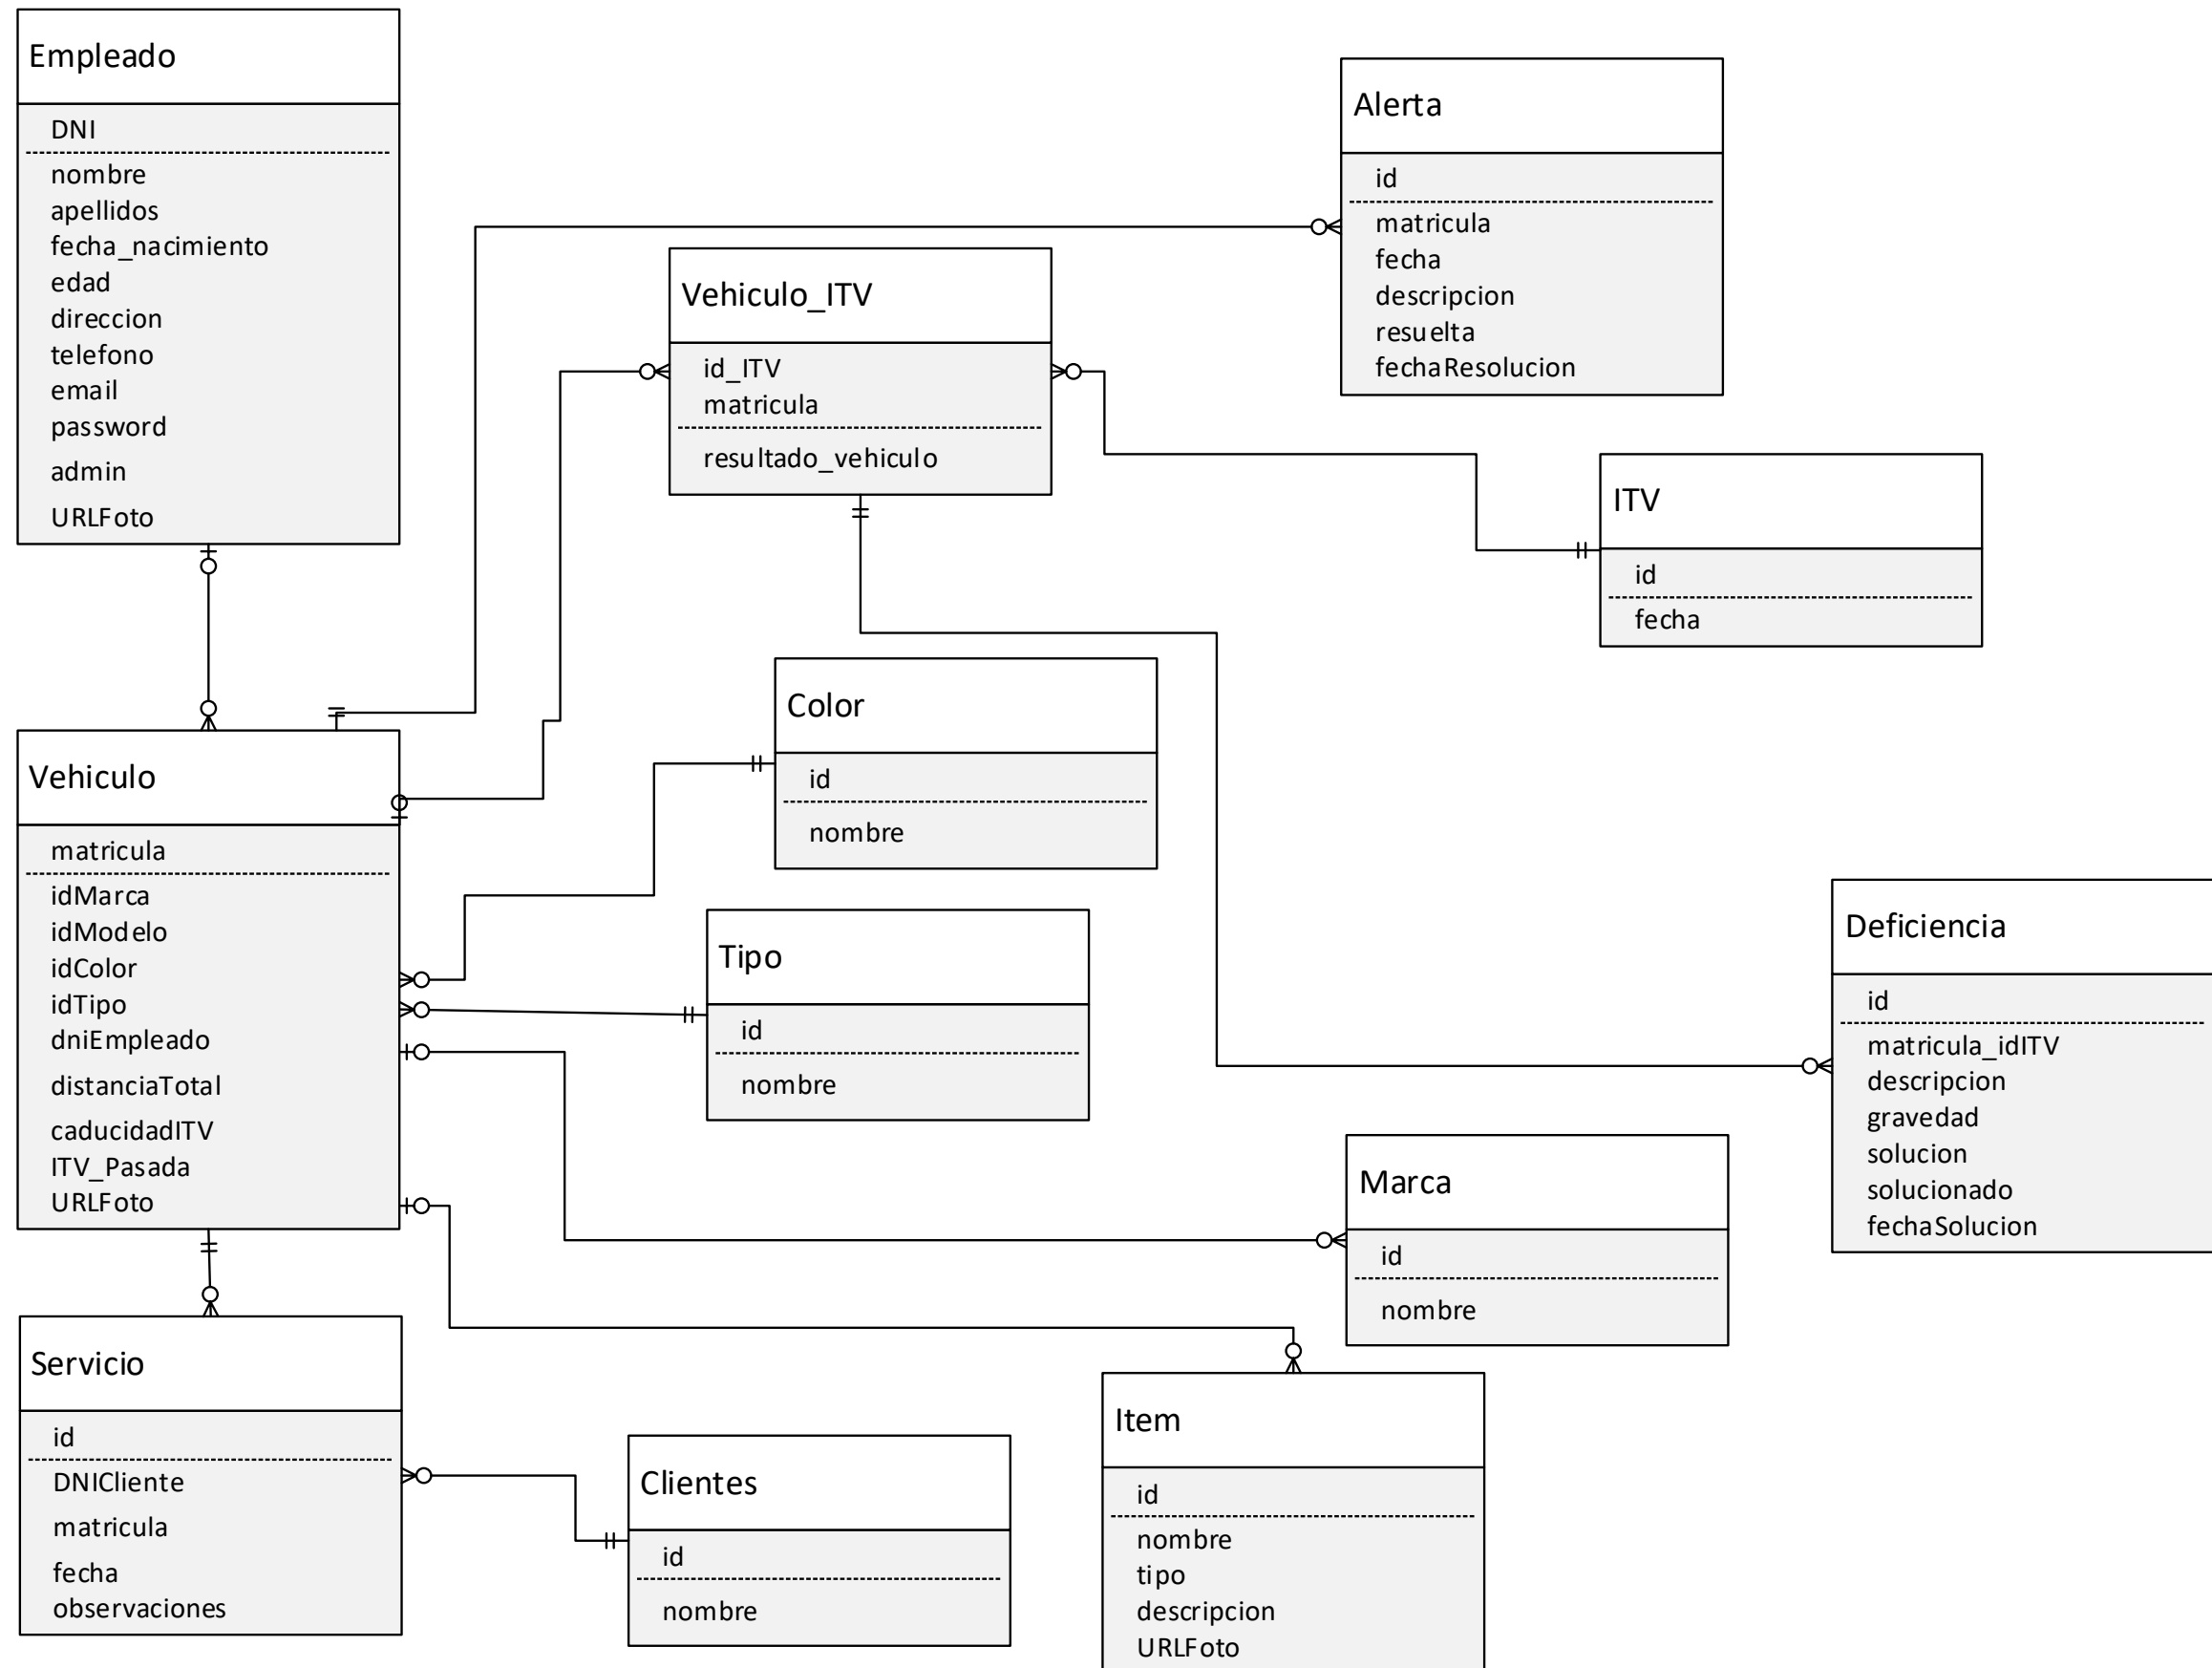 Empleado
DNI
nombre
apellidos
fecha_nacimiento
edad
direccion
telefono
email
password
admin
URLFoto
Alerta
id
matricula
fecha
descripcion
resuelta
fechaResolucion
Vehiculo_ITV
id_ITV
matricula
resultado_vehiculo
ITV
id
fecha
Color
id
nombre
Vehiculo
matricula
idMarca
idModelo
idColor
idTipo
dniEmpleado
distanciaTotal
caducidadITV
ITV_Pasada
URLFoto
Tipo
id
nombre
Deficiencia
id
matricula_idITV
descripcion
gravedad
solucion
solucionado
fechaSolucion
Marca
id
nombre
Servicio
id
DNICliente
matricula
fecha
observaciones
Clientes
id
nombre
Item
id
nombre
tipo
descripcion
URLFoto